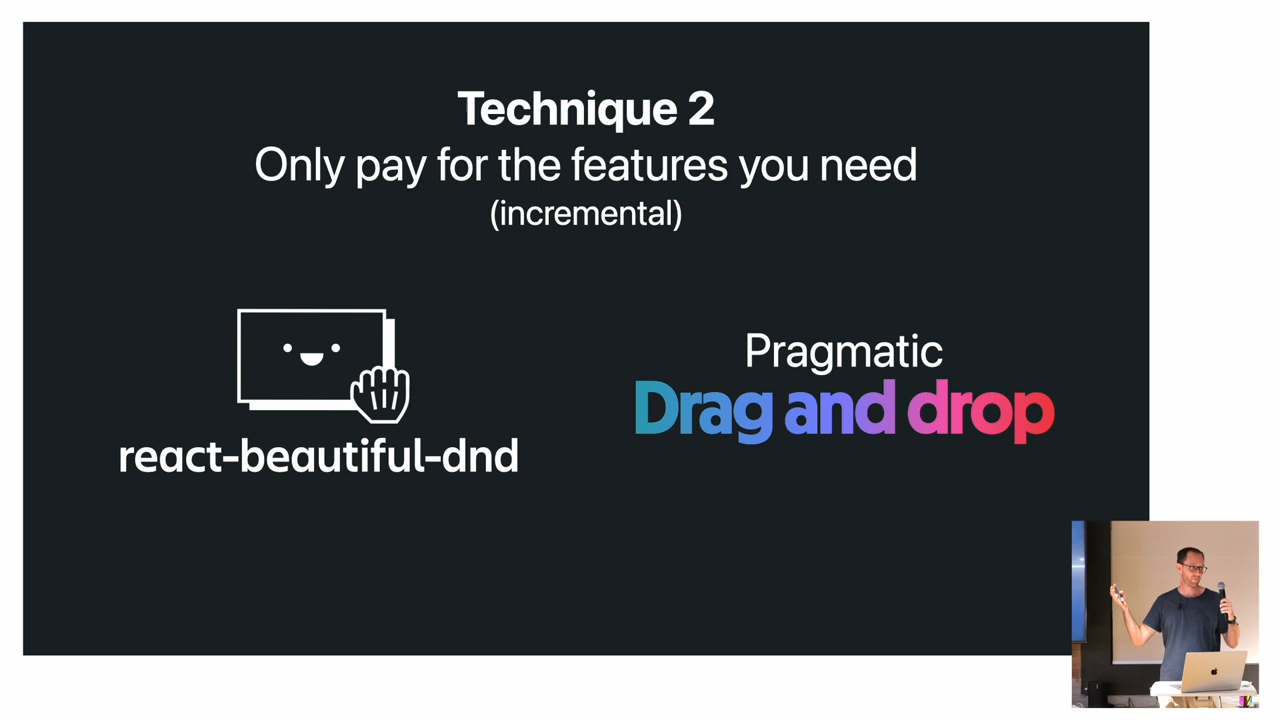 Technique 2
Only pay for the features you need
(incremental)
react-beautiful-dnd
Pragmatic
Drag and drop